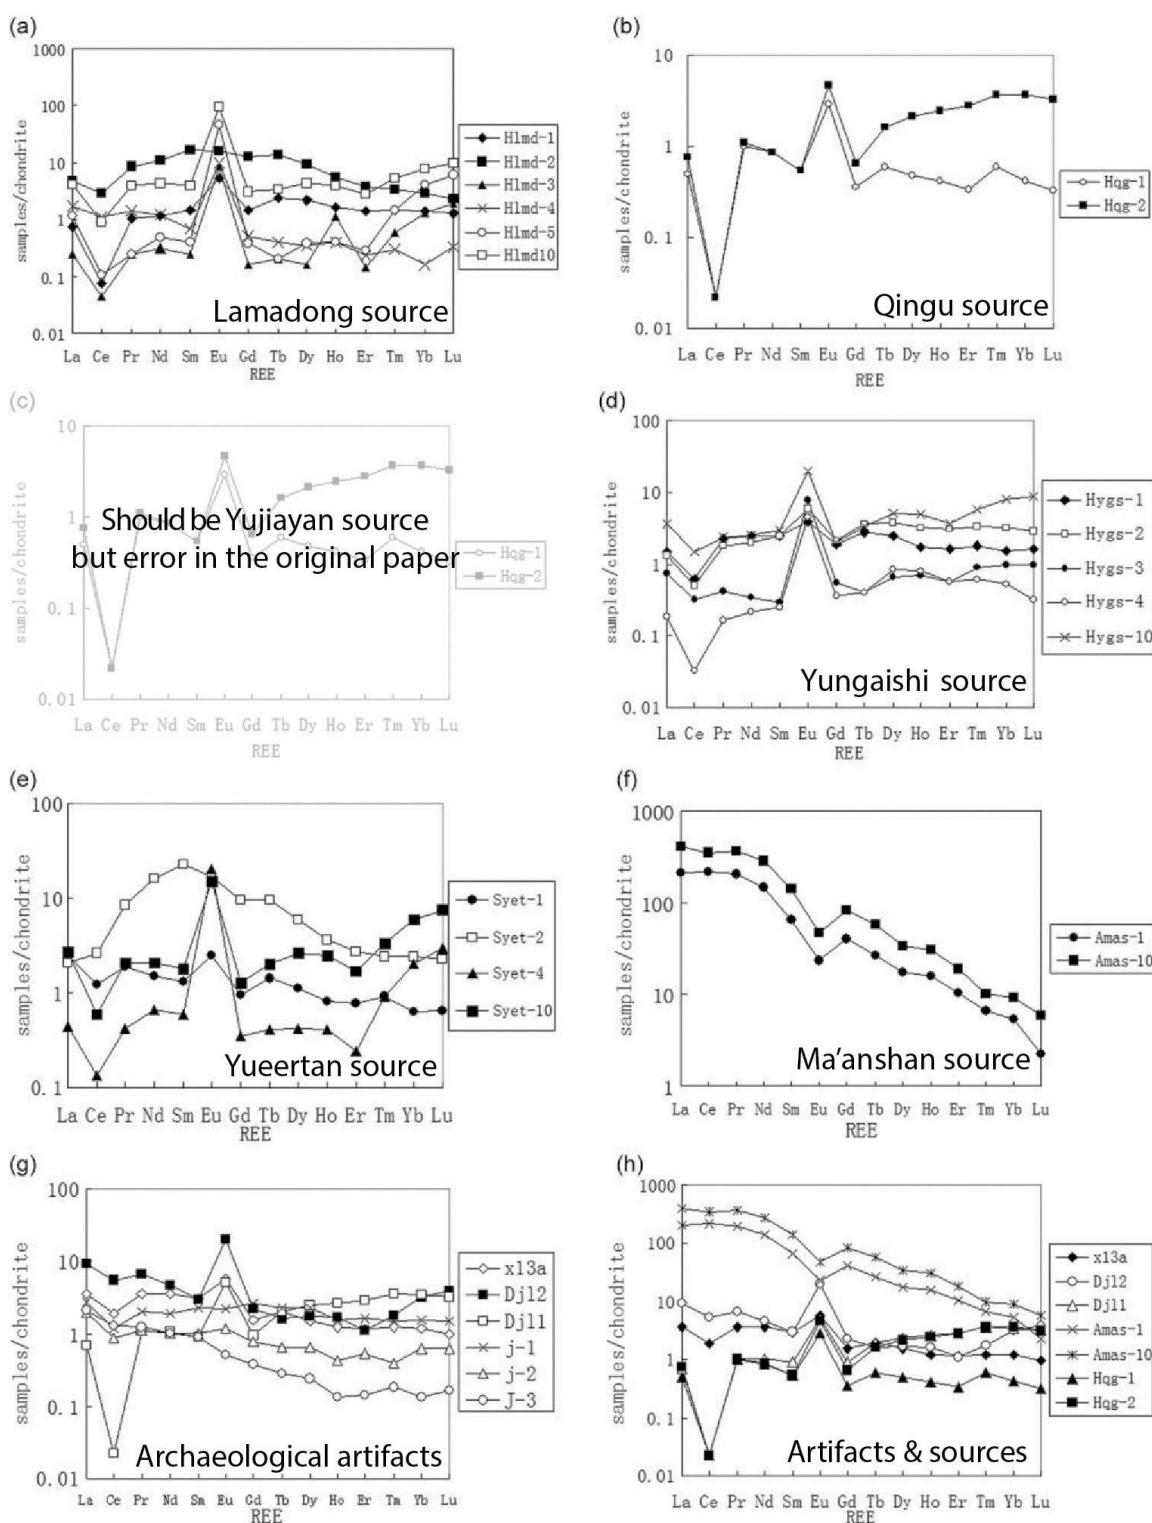 (a)
samples/chondrite
1000
100
10
1
0.1
0.01
La Ce Pr Nd Sm Eu Gd Tb Dy Ho Er Tm Yb Lu
REE
Hlmd-1
Hlmd-2
Hlmd-3
Hlmd-4
Hlmd-5
Hlmd10
Lamadong source
(b)
samples/chondrite
10
1
0.1
0.01
La Ce Pr Nd Sm Eu Gd Tb Dy Ho Er Tm Yb Lu
REE
Hqg-1
Hqg-2
Qingu source
(c)
samples/chondrite
10
1
0.1
0.01
La Ce Pr Nd Sm Eu Gd Tb Dy Ho Er Tm Yb Lu
REE
Hqg-1
Hqg-2
Should be Yujiayan source
but error in the original paper
(d)
samples/chondrite
100
10
1
0.1
0.01
La Ce Pr Nd Sm Eu Gd Tb Dy Ho Er Tm Yb Lu
REE
Hygs-1
Hygs-2
Hygs-3
Hygs-4
Hygs-10
Yungaishi source
(e)
samples/chondrite
100
10
1
0.1
La Ce Pr Nd Sm Eu Gd Tb Dy Ho Er Tm Yb Lu
REE
Syet-1
Syet-2
Syet-4
Syet-10
Yueertan source
(f)
samples/chondrite
1000
100
10
1
La Ce Pr Nd Sm Eu Gd Tb Dy Ho Er Tm Yb Lu
REE
Amas-1
Amas-10
Ma'anshan source
(g)
samples/chondrite
100
10
1
0.1
0.01
La Ce Pr Nd Sm Eu Gd Tb Dy Ho Er Tm Yb Lu
REE
x13a
Djl2
Djl1
j-1
j-2
J-3
Archaeological artifacts
(h)
samples/chondrite
1000
100
10
1
0.1
0.01
La Ce Pr Nd Sm Eu Gd Tb Dy Ho Er Tm Yb Lu
REE
x13a
Djl2
Djl1
Amas-1
Amas-10
Hqg-1
Hqg-2
Artifacts & sources